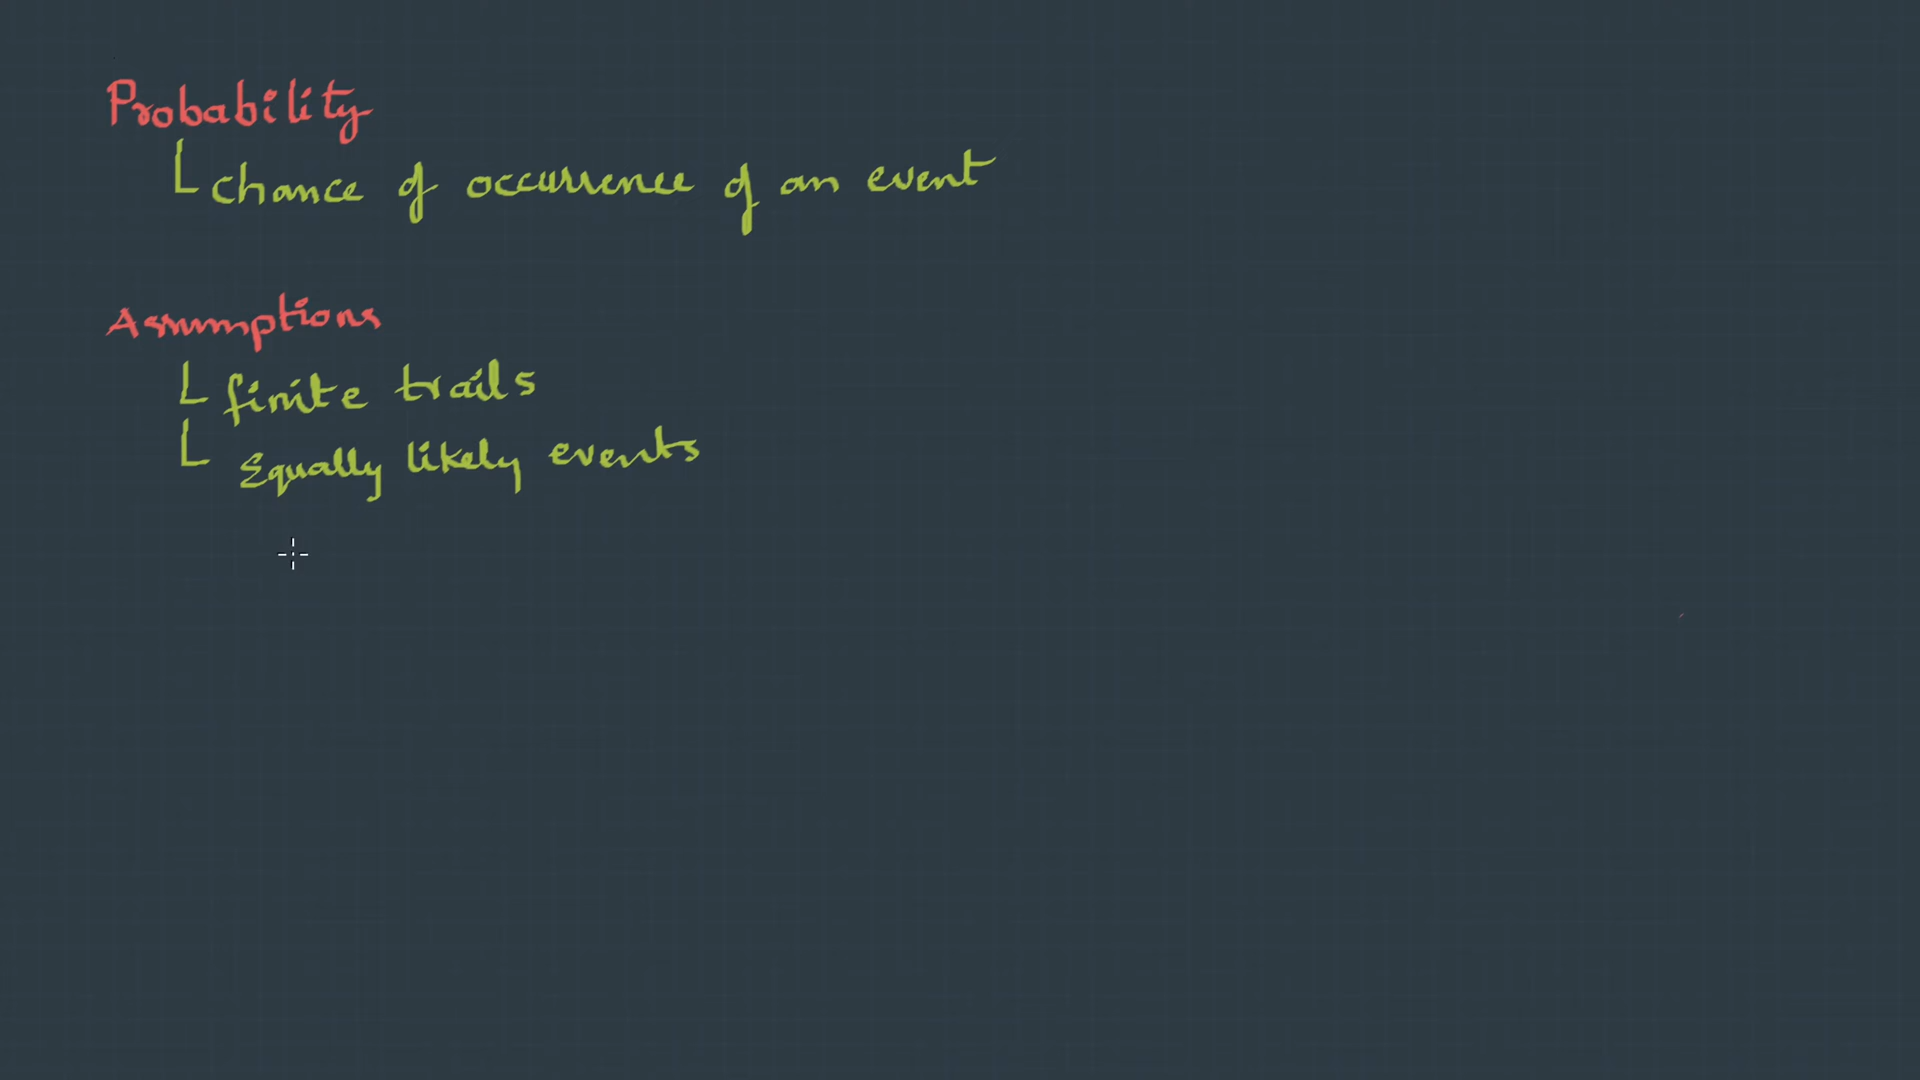 Probability
chance of occurrence of an event
Assumptions
finite trails
Equally likely events